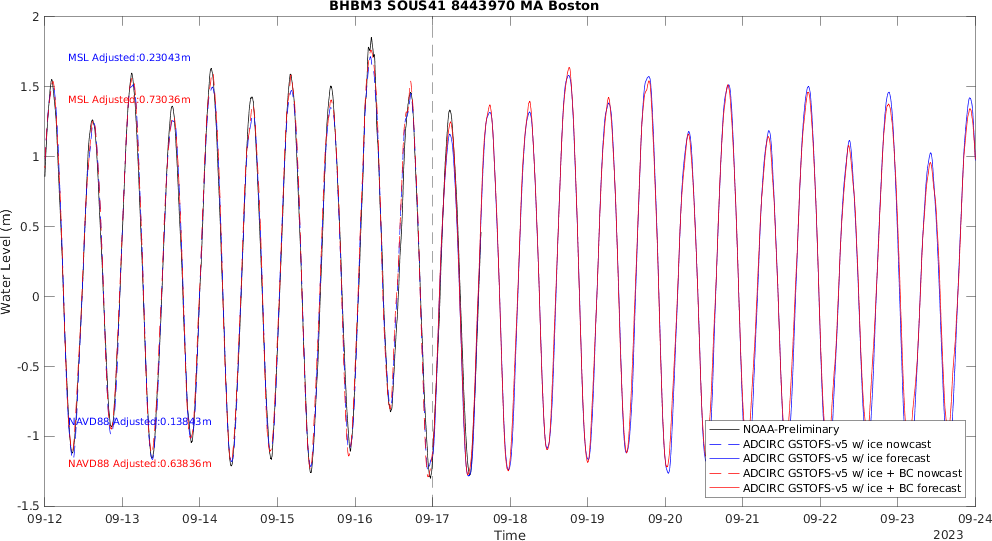 BHBM3 SOUS41 8443970 MA Boston
MSL Adjusted:0.23043m
MSL Adjusted:0.73036m
NAVD88 Adjusted:0.13843m
NAVD88 Adjusted:0.63836m
Water Level (m)
2
1.5
1
0.5
0
-0.5
-1
-1.5
NOAA-Preliminary
ADCIRC GSTOFS-v5 w/ ice nowcast
ADCIRC GSTOFS-v5 w/ ice forecast
ADCIRC GSTOFS-v5 w/ ice + BC nowcast
ADCIRC GSTOFS-v5 w/ ice + BC forecast
09-12 09-13 09-14 09-15 09-16 09-17 09-18 09-19 09-20 09-21 09-22 09-23 09-24
Time
2023